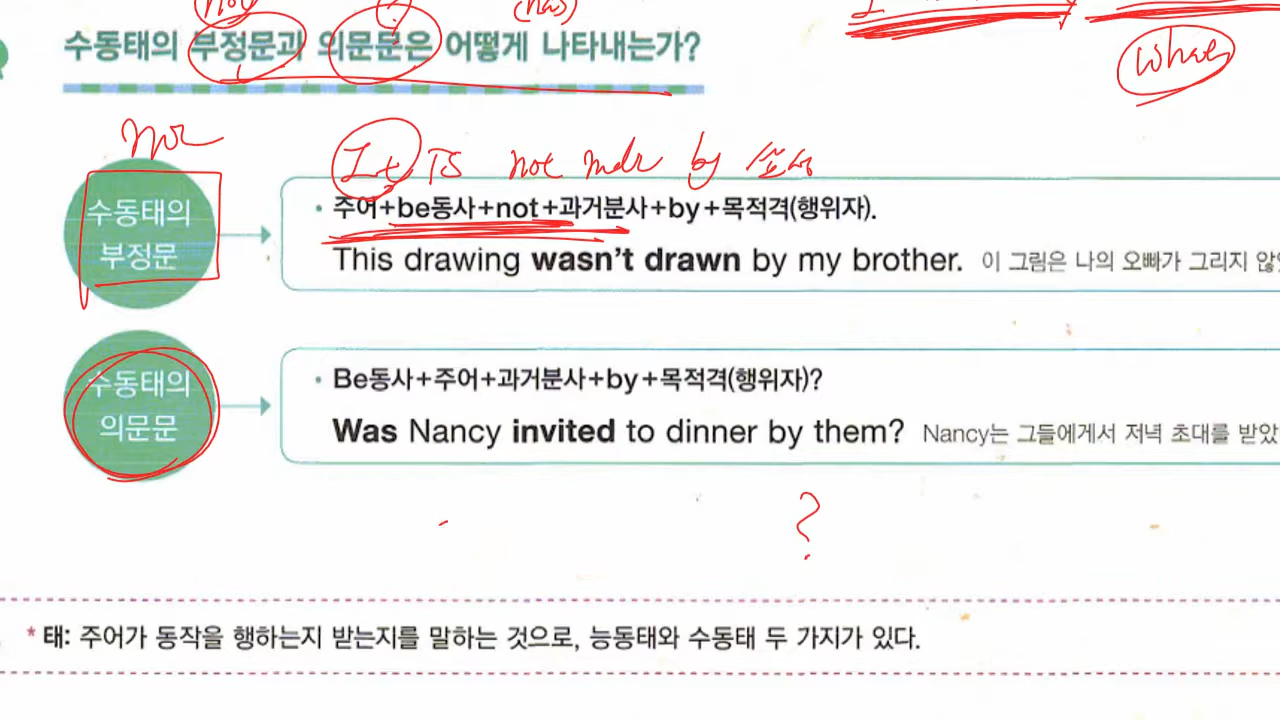 not
(has)
수동태의 부정문과 의문문은 어떻게 나타내는가?
not
It is not made by 삼성
수동태의
부정문
• 주어+be동사+not+과거분사+by+목적격(행위자).
This drawing wasn't drawn by my brother. 이 그림은 나의 오빠가 그리지
수동태의
의문문
• Be동사+주어+과거분사+by+목적격(행위자)?
Was Nancy invited to dinner by them? Nancy는 그들에게서 저녁 초대를
?
* 태: 주어가 동작을 행하는지 받는지를 말하는 것으로, 능동태와 수동태 두 가지가 있다.